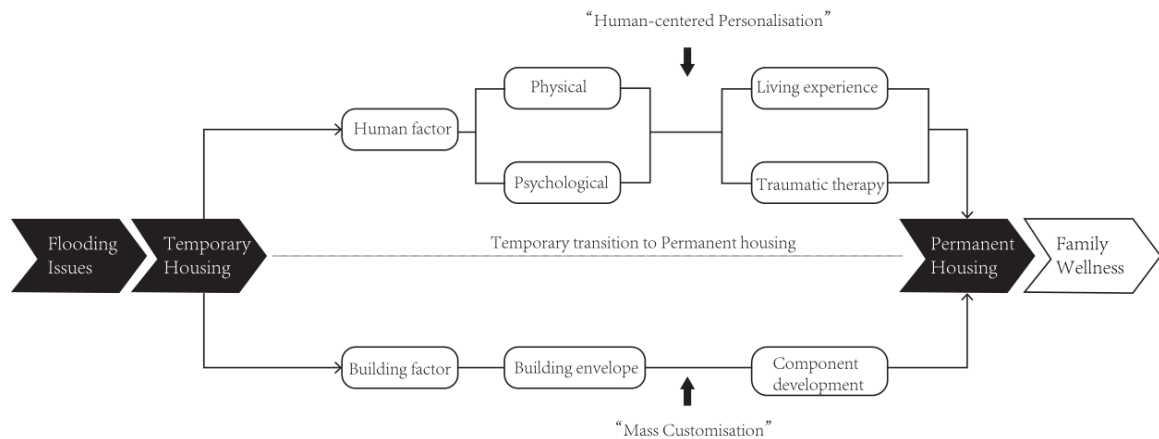 “Human-centered Personalisation”
Physical
Living experience
Human factor
Psychological
Traumatic therapy
Flooding
Issues
Temporary
Housing
Temporary transition to Permanent housing
Permanent
Housing
Family
Wellness
Building factor
Building envelope
Component
development
“Mass Customisation”